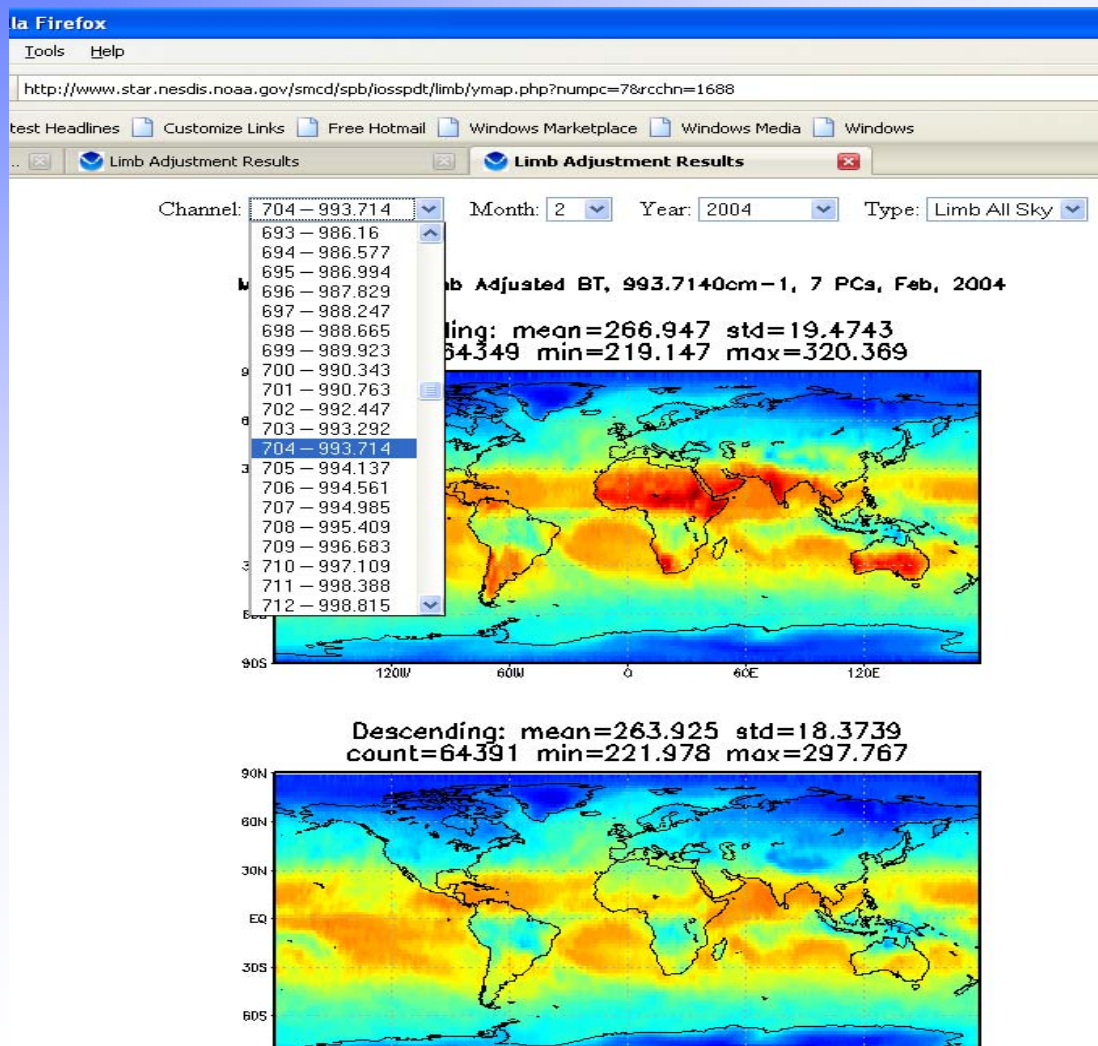 la Firefox
Tools Help
http://www.star.nesdis.noaa.gov/smcd/spb/iosspdt/limb/ymap.php?numpc=7&rcchn=1688
test Headlines Customize Links Free Hotmail Windows Marketplace Windows Media Windows
.. Limb Adjustment Results Limb Adjustment Results
Channel: 704 — 993.714 Month: 2 Year: 2004 Type: Limb All Sky
693 — 986.16
694 — 986.577
695 — 986.994
696 — 987.829
697 — 988.247
698 — 988.665
699 — 989.923
700 — 990.343
701 — 990.763
702 — 992.447
703 — 993.292
704 — 993.714
705 — 994.137
706 — 994.561
707 — 994.985
708 — 995.409
709 — 996.683
710 — 997.109
711 — 998.388
712 — 998.815
b Adjusted BT, 993.7140cm-1, 7 PCs, Feb, 2004
ding: mean=266.947 std=19.4743
64349 min=219.147 max=320.369
90S
120W 60W 0 60E 120E
Descending: mean=263.925 std=18.3739
count=64391 min=221.978 max=297.767
90N
60N
30N
EQ
30S
60S